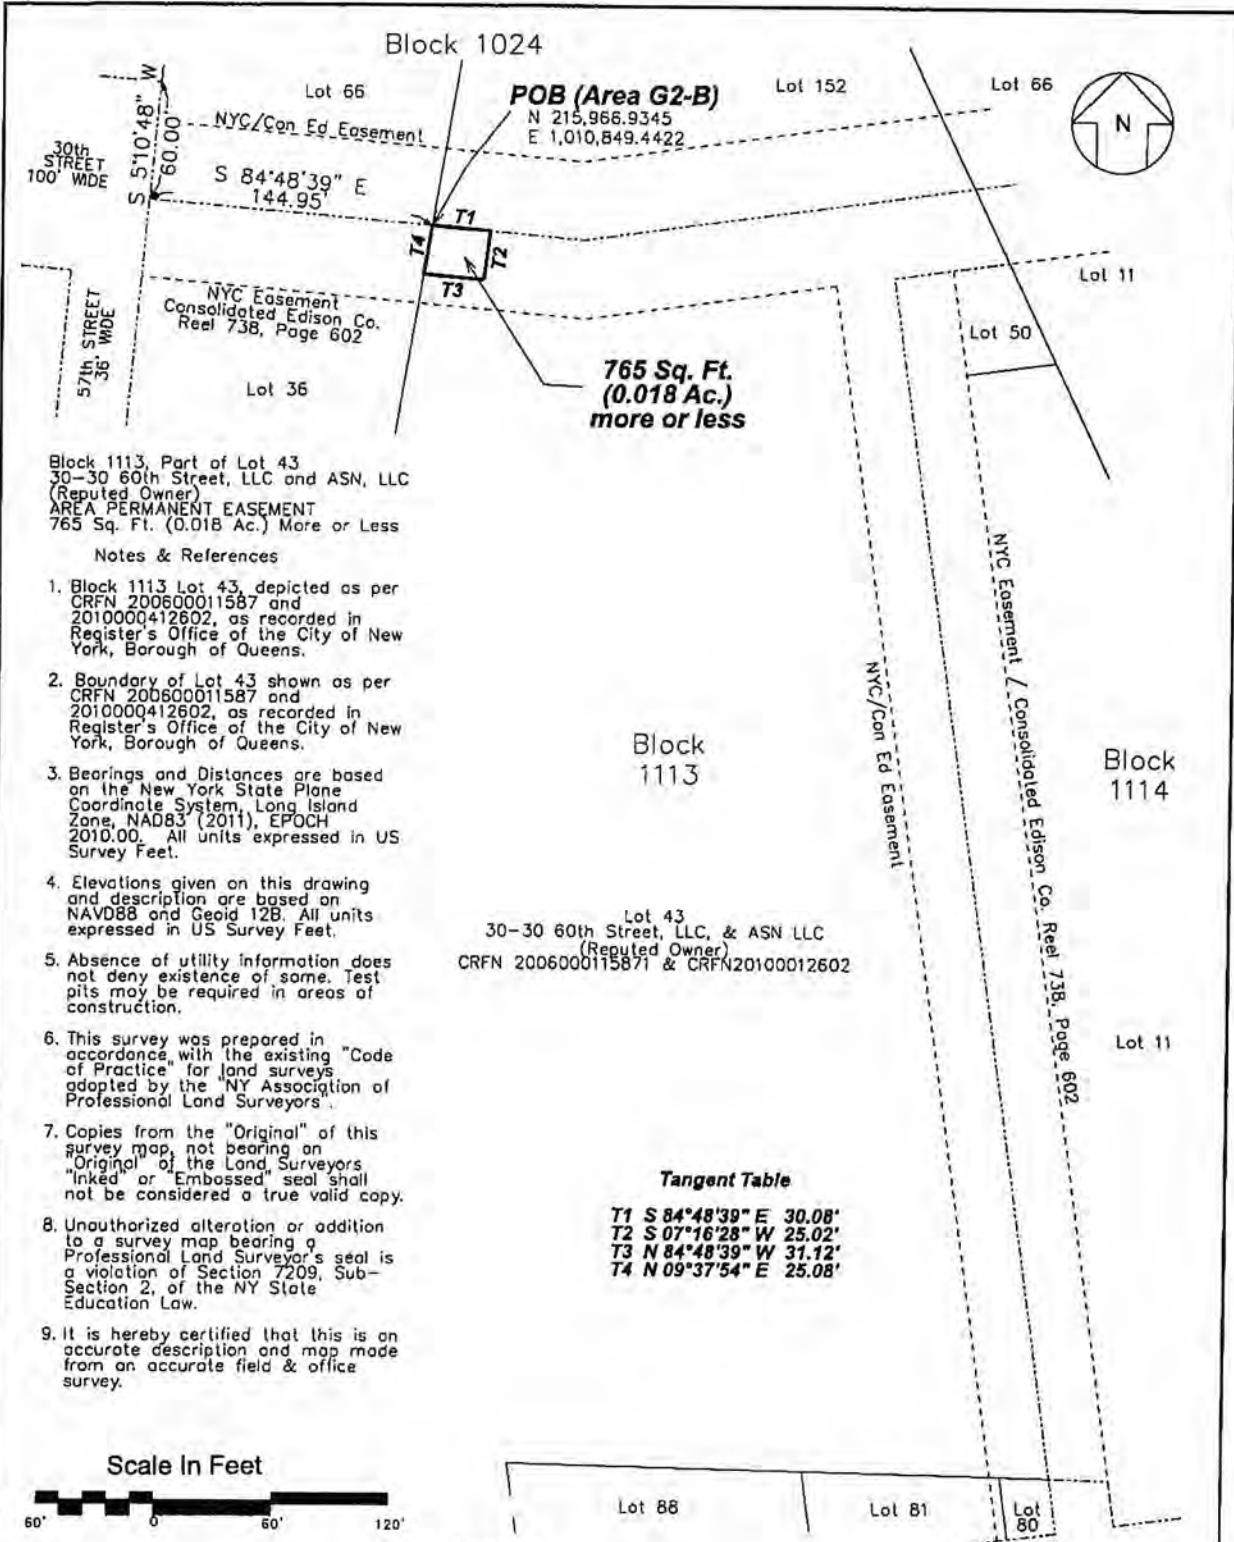 Block 1024
Lot 66
POB (Area G2-B)
N 215,966.9345
E 1,010,849.4422
Lot 152
Lot 66
N
S 5°10'48" W
60.00'
NYC/Con Ed Easement
30th
STREET
100' WIDE
S 84°48'39" E
144.95'
T1
T2
T3
T4
Lot 11
NYC Easement
Consolidated Edison Co.
Reel 738, Page 602
57th STREET
36' WIDE
Lot 50
Lot 36
765 Sq. Ft.
(0.018 Ac.)
more or less
Block 1113, Part of Lot 43
30-30 60th Street, LLC and ASN, LLC
(Reputed Owner)
AREA PERMANENT EASEMENT
765 Sq. Ft. (0.018 Ac.) More or Less
Notes & References
1. Block 1113 Lot 43, depicted as per
CRFN 200600011587 and
2010000412602, as recorded in
Register's Office of the City of New
York, Borough of Queens.
2. Boundary of Lot 43 shown as per
CRFN 200600011587 and
2010000412602, as recorded in
Register's Office of the City of New
York, Borough of Queens.
3. Bearings and Distances are based
on the New York State Plane
Coordinate System, Long Island
Zone, NAD83 (2011), EPOCH
2010.00. All units expressed in US
Survey Feet.
4. Elevations given on this drawing
and description are based on
NAVD88 and Geoid 12B. All units
expressed in US Survey Feet.
5. Absence of utility information does
not deny existence of same. Test
pits may be required in areas of
construction.
6. This survey was prepared in
accordance with the existing "Code
of Practice" for land surveys
adopted by the "NY Association of
Professional Land Surveyors".
7. Copies from the "Original" of this
survey map, not bearing an
"Original" of the Land Surveyors
"Inked" or "Embossed" seal shall
not be considered a true valid copy.
8. Unauthorized alteration or addition
to a survey map bearing a
Professional Land Surveyor's seal is
a violation of Section 7209, Sub-
Section 2, of the NY State
Education Law.
9. It is hereby certified that this is an
accurate description and map made
from an accurate field & office
survey.
NYC/Con Ed Easement
NYC Easement / Consolidated Edison Co. Reel 738, Page 602
Block
1113
Block
1114
Lot 43
30-30 60th Street, LLC, & ASN LLC
(Reputed Owner)
CRFN 2006000115871 & CRFN20100012602
Lot 11
Tangent Table
T1 S 84°48'39" E 30.08'
T2 S 07°16'28" W 25.02'
T3 N 84°48'39" W 31.12'
T4 N 09°37'54" E 25.08'
Scale In Feet
60' 0 60' 120'
Lot 88
Lot 81
Lot
80